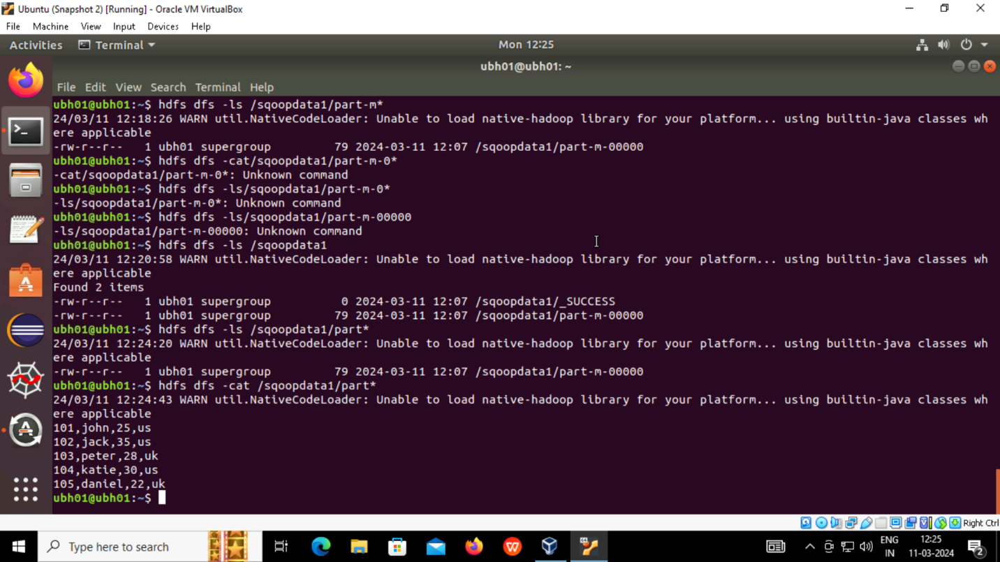 Ubuntu (Snapshot 2) [Running] - Oracle VM VirtualBox
File Machine View Input Devices Help
Activities Terminal Mon 12:25
ubh01@ubh01: ~
File Edit View Search Terminal Help
ubh01@ubh01:~$ hdfs dfs -ls /sqoopdata1/part-m*
24/03/11 12:18:26 WARN util.NativeCodeLoader: Unable to load native-hadoop library for your platform... using builtin-java classes wh
ere applicable
-rw-r--r--   1 ubh01 supergroup         79 2024-03-11 12:07 /sqoopdata1/part-m-00000
ubh01@ubh01:~$ hdfs dfs -cat/sqoopdata1/part-m-0*
-cat/sqoopdata1/part-m-0*: Unknown command
ubh01@ubh01:~$ hdfs dfs -ls/sqoopdata1/part-m-0*
-ls/sqoopdata1/part-m-0*: Unknown command
ubh01@ubh01:~$ hdfs dfs -ls/sqoopdata1/part-m-00000
-ls/sqoopdata1/part-m-00000: Unknown command
ubh01@ubh01:~$ hdfs dfs -ls /sqoopdata1
24/03/11 12:20:58 WARN util.NativeCodeLoader: Unable to load native-hadoop library for your platform... using builtin-java classes wh
ere applicable
Found 2 items
-rw-r--r--   1 ubh01 supergroup          0 2024-03-11 12:07 /sqoopdata1/_SUCCESS
-rw-r--r--   1 ubh01 supergroup         79 2024-03-11 12:07 /sqoopdata1/part-m-00000
ubh01@ubh01:~$ hdfs dfs -ls /sqoopdata1/part*
24/03/11 12:24:20 WARN util.NativeCodeLoader: Unable to load native-hadoop library for your platform... using builtin-java classes wh
ere applicable
-rw-r--r--   1 ubh01 supergroup         79 2024-03-11 12:07 /sqoopdata1/part-m-00000
ubh01@ubh01:~$ hdfs dfs -cat /sqoopdata1/part*
24/03/11 12:24:43 WARN util.NativeCodeLoader: Unable to load native-hadoop library for your platform... using builtin-java classes wh
ere applicable
101,john,25,us
102,jack,35,us
103,peter,28,uk
104,katie,30,us
105,daniel,22,uk
ubh01@ubh01:~$
Right Ctrl
Type here to search
ENG
IN
12:25
11-03-2024
2